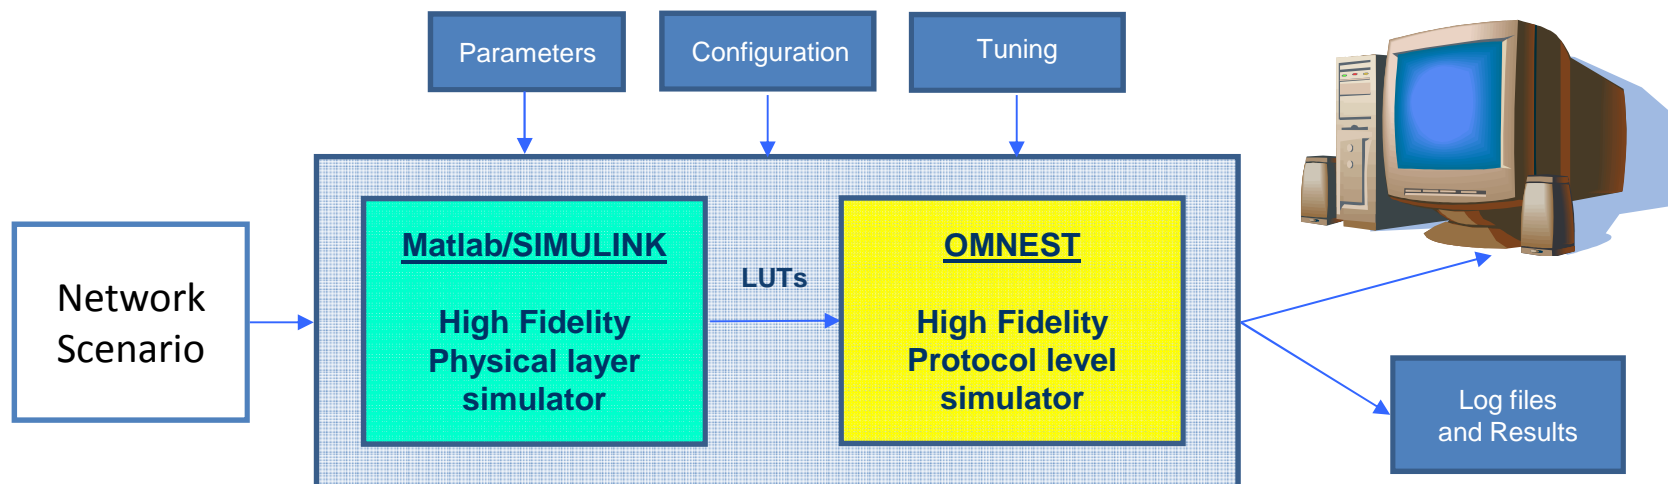 Parameters
Configuration
Tuning
Network
Scenario
Matlab/SIMULINK
High Fidelity
Physical layer
simulator
LUTs
OMNEST
High Fidelity
Protocol level
simulator
Log files
and Results